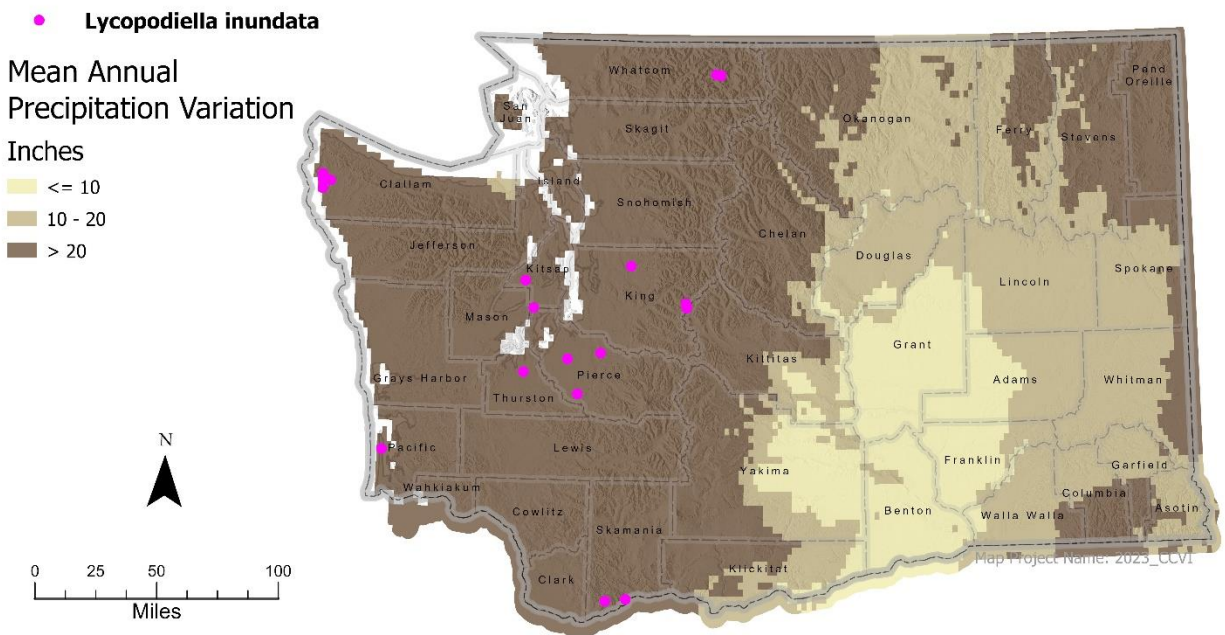 Lycopodiella inundata
Mean Annual
Precipitation Variation
Inches
<= 10
10 - 20
> 20
Whatcom
Pend
Oreille
San
Juan
Skagit
Okanogan
Ferry
Stevens
Clallam
Island
Snohomish
Chelan
Jefferson
Douglas
Kitsap
Lincoln
Spokane
King
Mason
Grant
Kittitas
Grays Harbor
Pierce
Adams
Whitman
Thurston
N
Pacific
Lewis
Yakima
Franklin
Garfield
Wahkiakum
Columbia
Cowlitz
Benton
Walla Walla
Asotin
Skamania
Map Project Name: 2023_CCVI
Klickitat
Clark
0 25 50 100
Miles